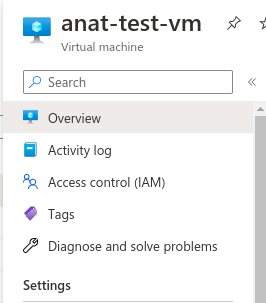 anat-test-vm
Virtual machine
Search
Overview
Activity log
Access control (IAM)
Tags
Diagnose and solve problems
Settings